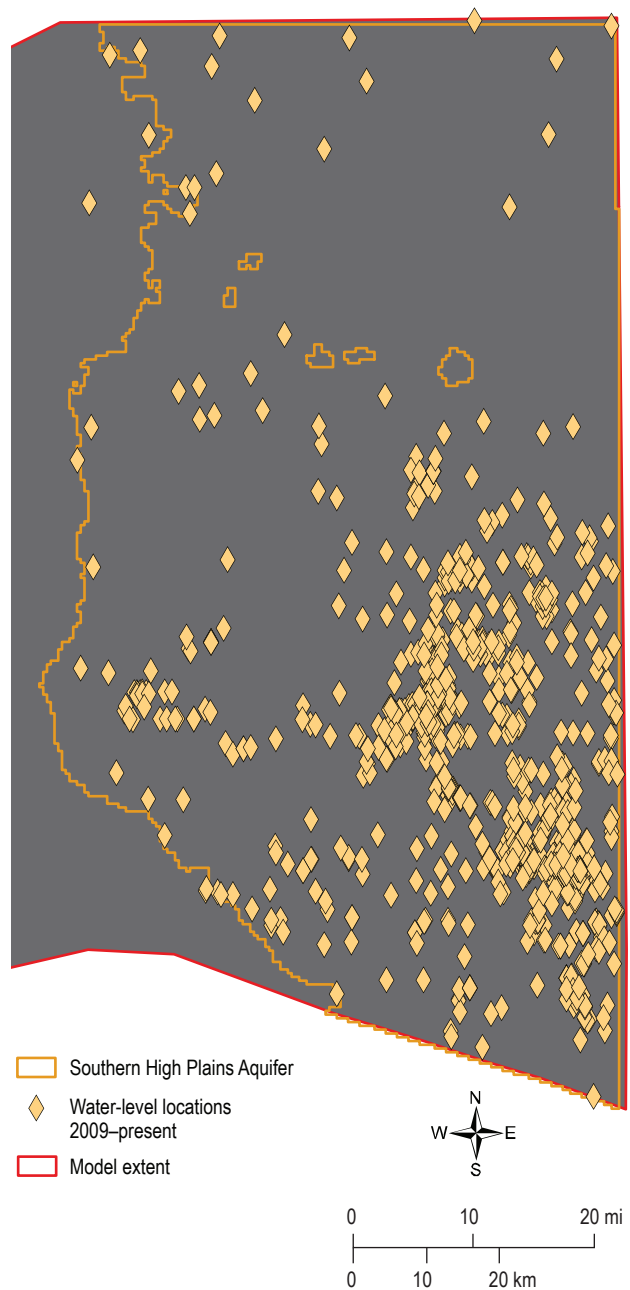 Southern High Plains Aquifer
Water-level locations
2009–present
Model extent
N
W E
S
0 10 20 mi
0 10 20 km